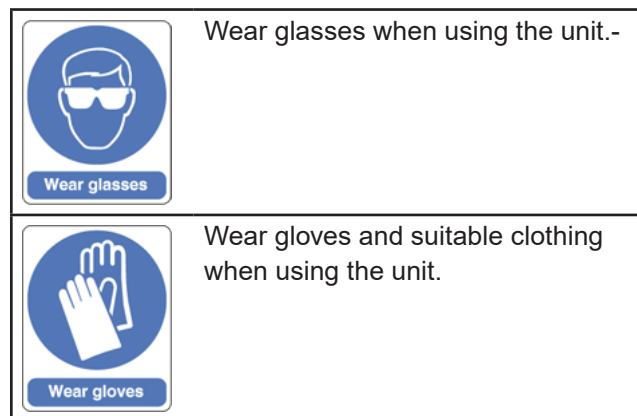 Wear glasses when using the unit.-
Wear glasses
Wear gloves and suitable clothing
when using the unit.
Wear gloves